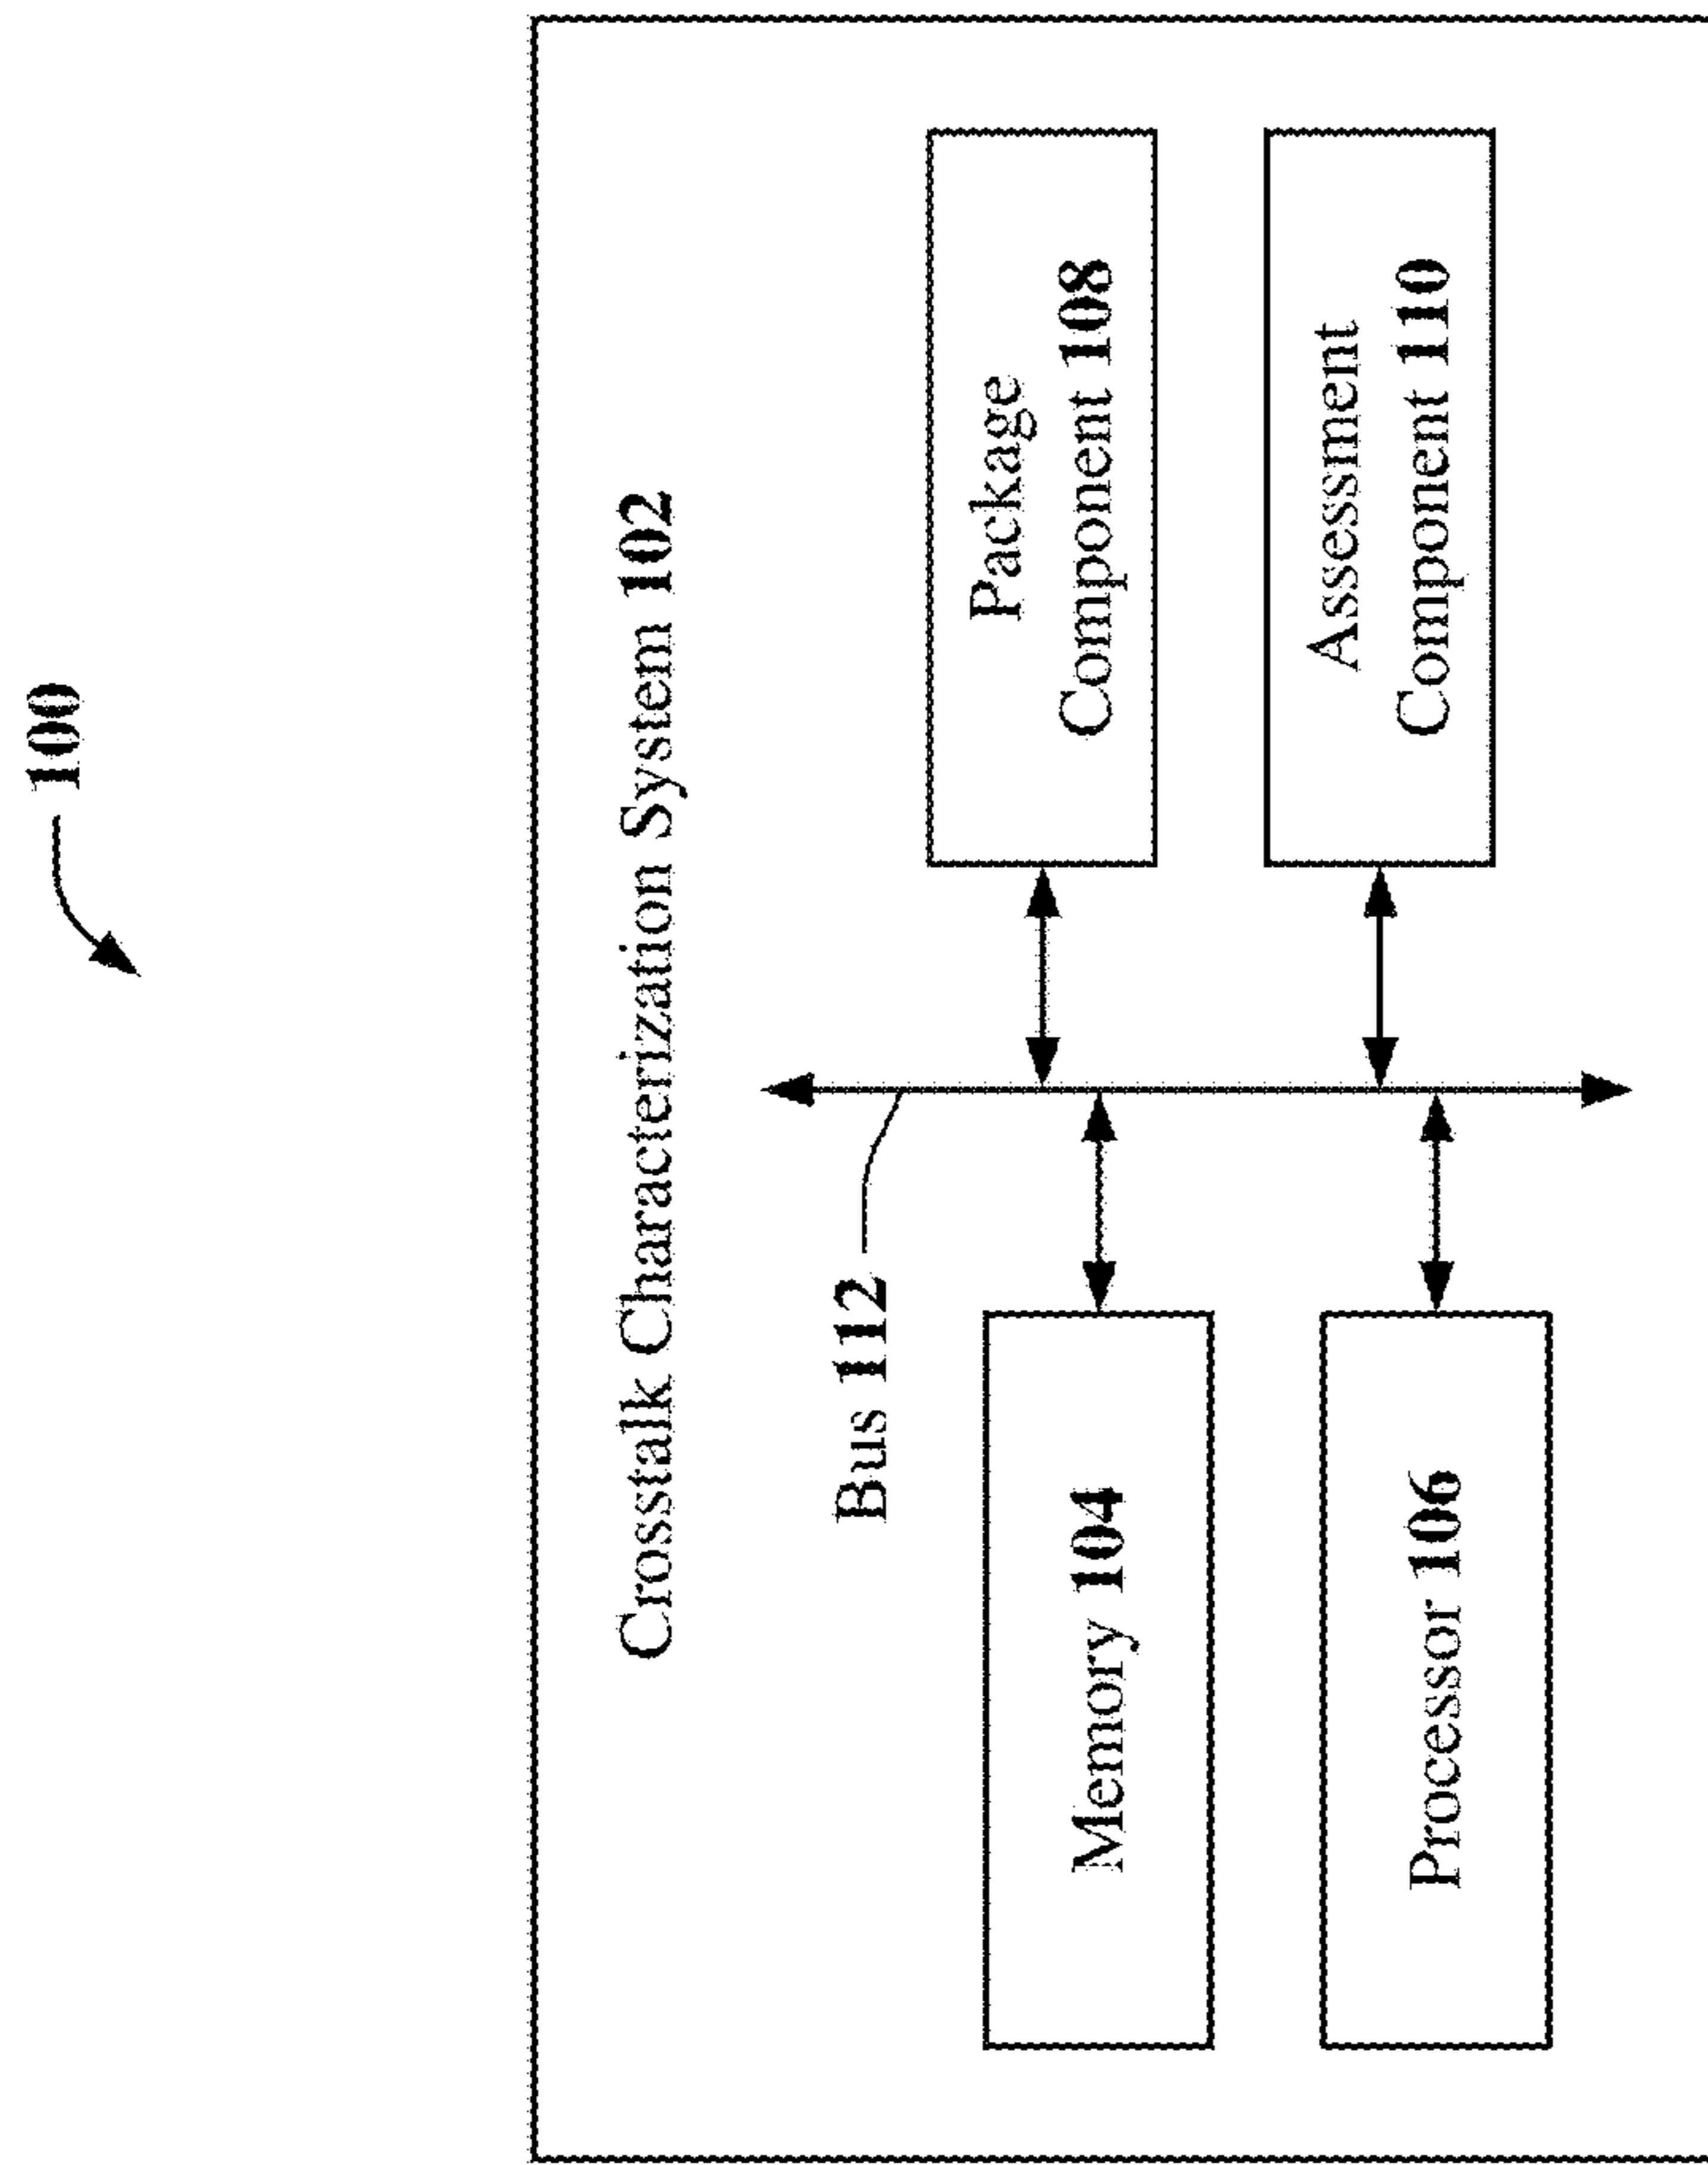 100
Crosstalk Characterization System 102
Bus 112
Memory 104
Package
Component 108
Processor 106
Assessment
Component 110